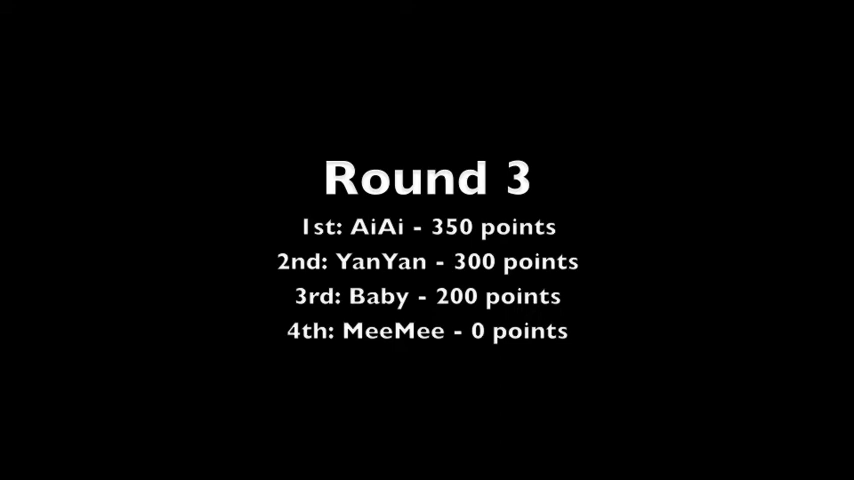 Round 3
1st: AiAi - 350 points
2nd: YanYan - 300 points
3rd: Baby - 200 points
4th: MeeMee - 0 points